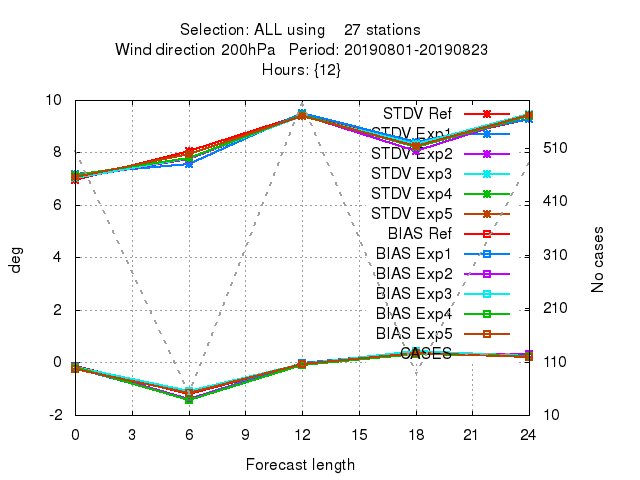 Selection: ALL using 27 stations
Wind direction 200hPa Period: 20190801-20190823
Hours: {12}
10
8
6
4
2
0
-2
deg
510
410
310
210
110
10
No cases
STDV Ref
STDV Exp1
STDV Exp2
STDV Exp3
STDV Exp4
STDV Exp5
BIAS Ref
BIAS Exp1
BIAS Exp2
BIAS Exp3
BIAS Exp4
BIAS Exp5
CASES
0 3 6 9 12 15 18 21 24
Forecast length